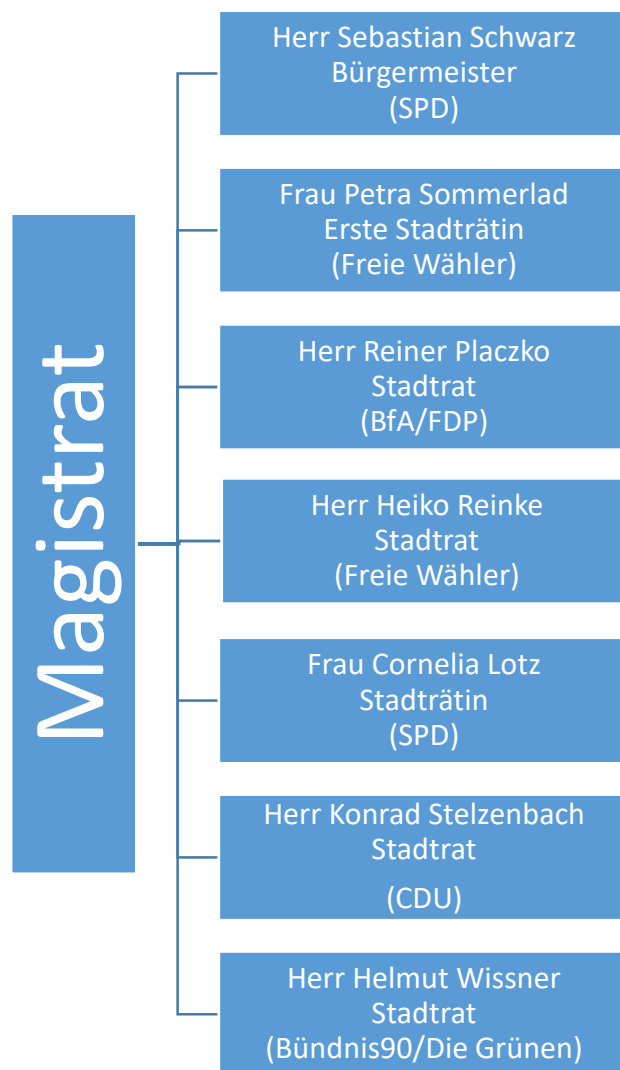 Magistrat
Herr Sebastian Schwarz
Bürgermeister
(SPD)
Frau Petra Sommerlad
Erste Stadträtin
(Freie Wähler)
Herr Reiner Placzko
Stadtrat
(BfA/FDP)
Herr Heiko Reinke
Stadtrat
(Freie Wähler)
Frau Cornelia Lotz
Stadträtin
(SPD)
Herr Konrad Stelzenbach
Stadtrat
(CDU)
Herr Helmut Wissner
Stadtrat
(Bündnis90/Die Grünen)